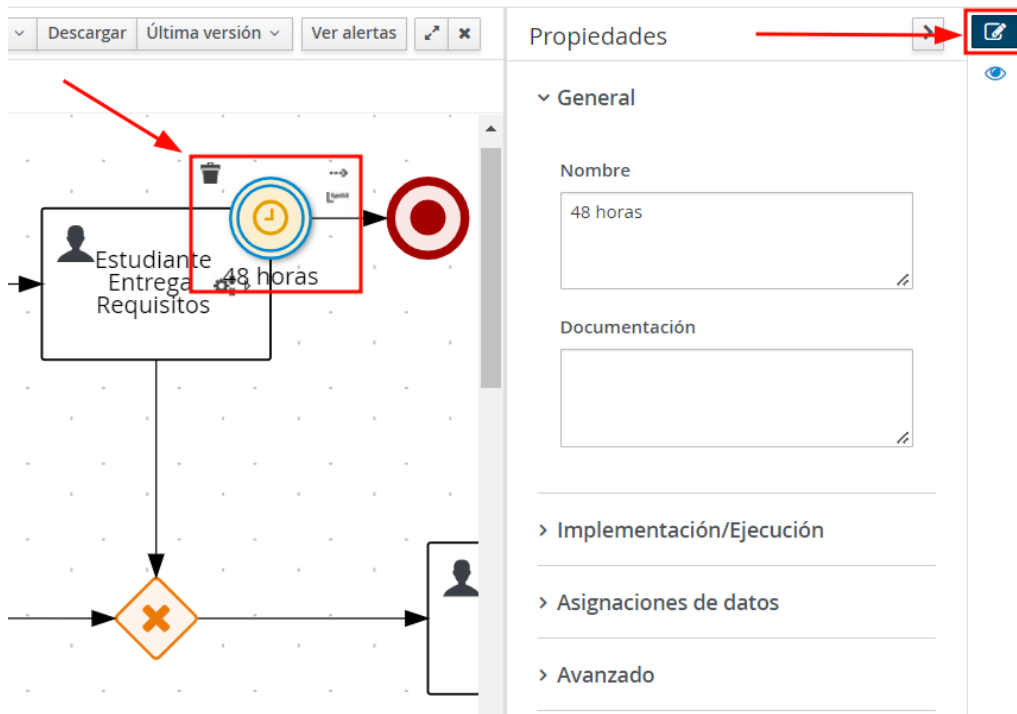 Descargar
Última versión
Ver alertas
Propiedades
General
Nombre
48 horas
Estudiante
Entrega
Requisitos
48 horas
Documentación
Implementación/Ejecución
Asignaciones de datos
Avanzado